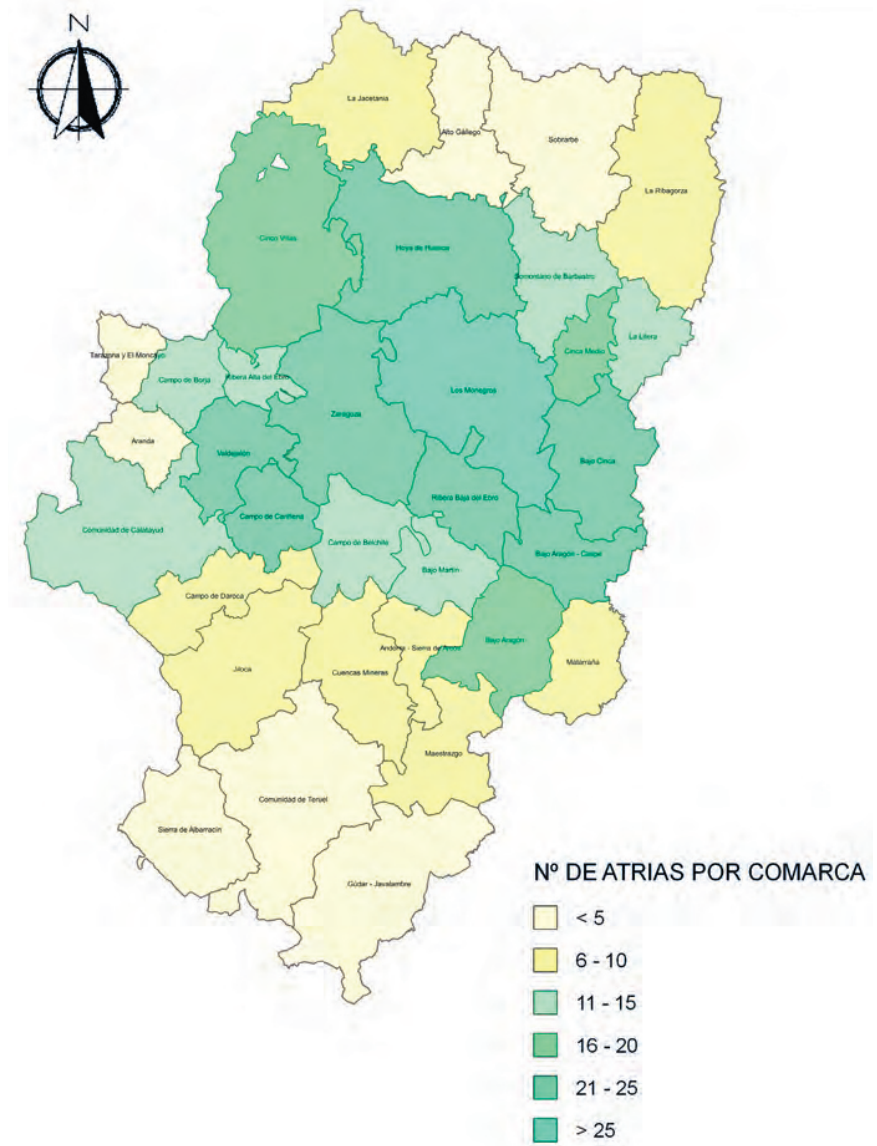 N
La Jacetania
Alto Gállego
Sobrarbe
La Ribagorza
Cinco Villas
Hoya de Huesca
Somontano de Barbastro
La Litera
Cinca Medio
Tarazona y El Moncayo
Campo de Borja
Ribera Alta del Ebro
Los Monegros
Zaragoza
Aranda
Valdejalón
Bajo Cinca
Ribera Baja del Ebro
Campo de Cariñena
Comunidad de Calatayud
Campo de Belchite
Bajo Aragón - Caspe
Bajo Martín
Campo de Daroca
Bajo Aragón
Andorra - Sierra de Arcos
Matarraña
Jiloca
Cuencas Mineras
Maestrazgo
Comunidad de Teruel
Sierra de Albarracín
Gúdar - Javalambre
Nº DE ATRIAS POR COMARCA
< 5
6 - 10
11 - 15
16 - 20
21 - 25
> 25